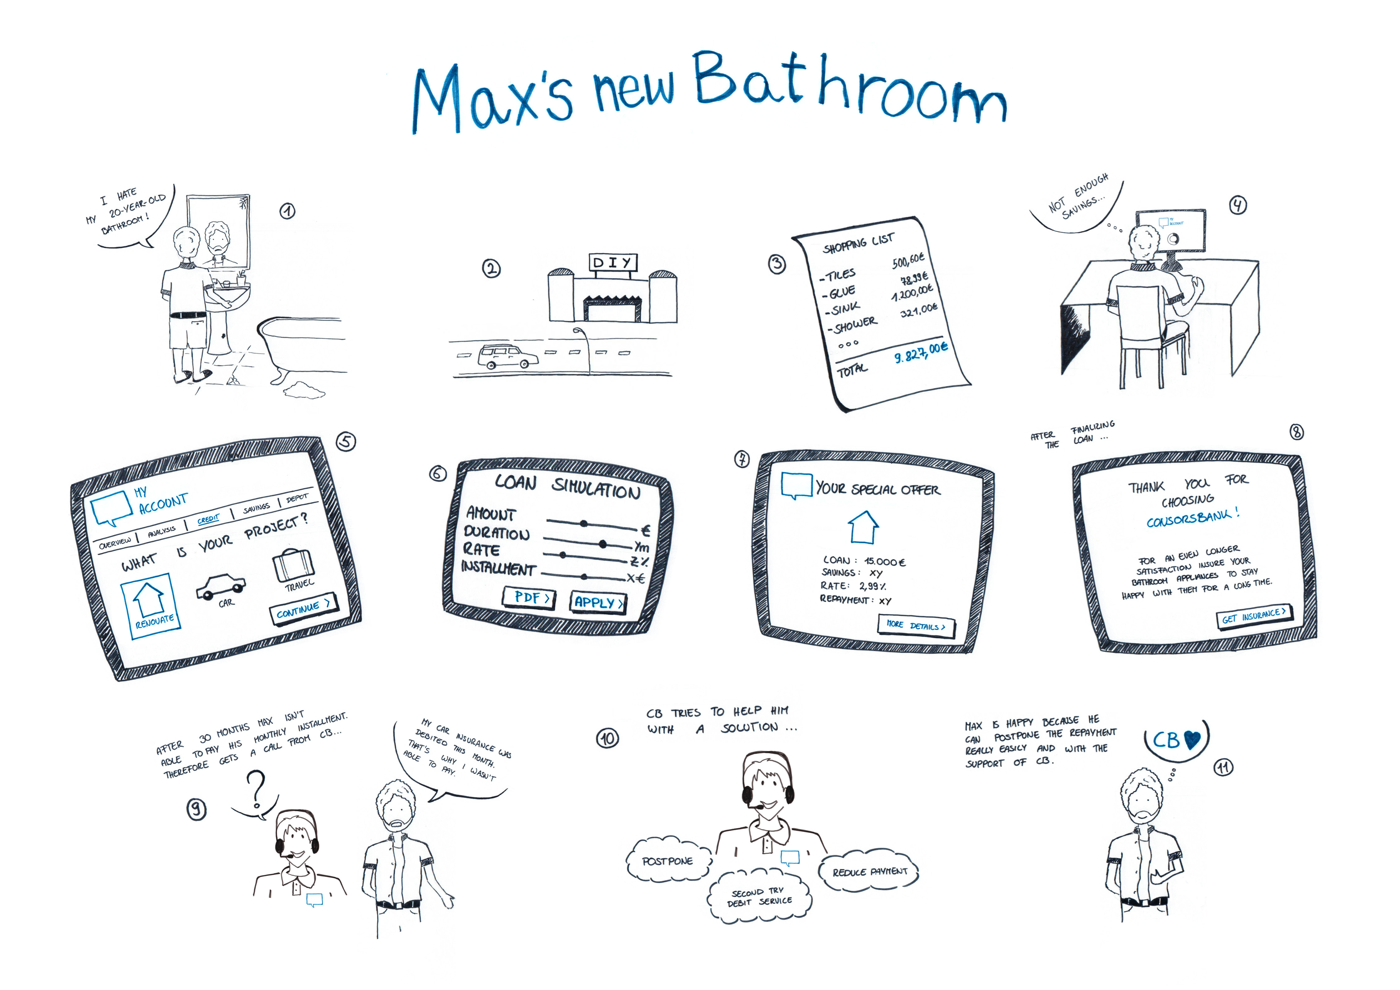 Max's new Bathroom
I HATE
MY 20-YEAR-OLD
BATHROOM!
1
2
DIY
3
SHOPPING LIST
-TILES 500,60€
-GLUE 78,99€
-SINK 1.200,00€
-SHOWER 321,00€
ooo
TOTAL 9.827,00€
NOT ENOUGH
SAVINGS...
4
MY
ACCOUNT
5
MY
ACCOUNT
OVERVIEW | ANALYSIS | CREDIT | SAVINGS | DEPOT
WHAT IS YOUR PROJECT?
RENOVATE
CAR
TRAVEL
CONTINUE >
6
LOAN SIMULATION
AMOUNT €
DURATION Ym
RATE Z%
INSTALLMENT X€
PDF >
APPLY >
7
YOUR SPECIAL OFFER
LOAN: 15.000€
SAVINGS: XY
RATE: 2,99%
REPAYMENT: XY
MORE DETAILS >
AFTER FINALIZING
THE LOAN ...
8
THANK YOU FOR
CHOOSING
CONSORSBANK!
FOR AN EVEN LONGER
SATISFACTION INSURE YOUR
BATHROOM APPLIANCES TO STAY
HAPPY WITH THEM FOR A LONG TIME.
GET INSURANCE >
AFTER 30 MONTHS MAX ISN'T
ABLE TO PAY HIS MONTHLY INSTALLMENT.
THEREFORE GETS A CALL FROM CB...
9
?
MY CAR INSURANCE WAS
DEBITED THIS MONTH.
THAT'S WHY I WASN'T
ABLE TO PAY.
10
CB TRIES TO HELP HIM
WITH A SOLUTION ...
POSTPONE
SECOND TRY
DEBIT SERVICE
REDUCE PAYMENT
MAX IS HAPPY BECAUSE HE
CAN POSTPONE THE REPAYMENT
REALLY EASILY AND WITH THE
SUPPORT OF CB.
CB
11